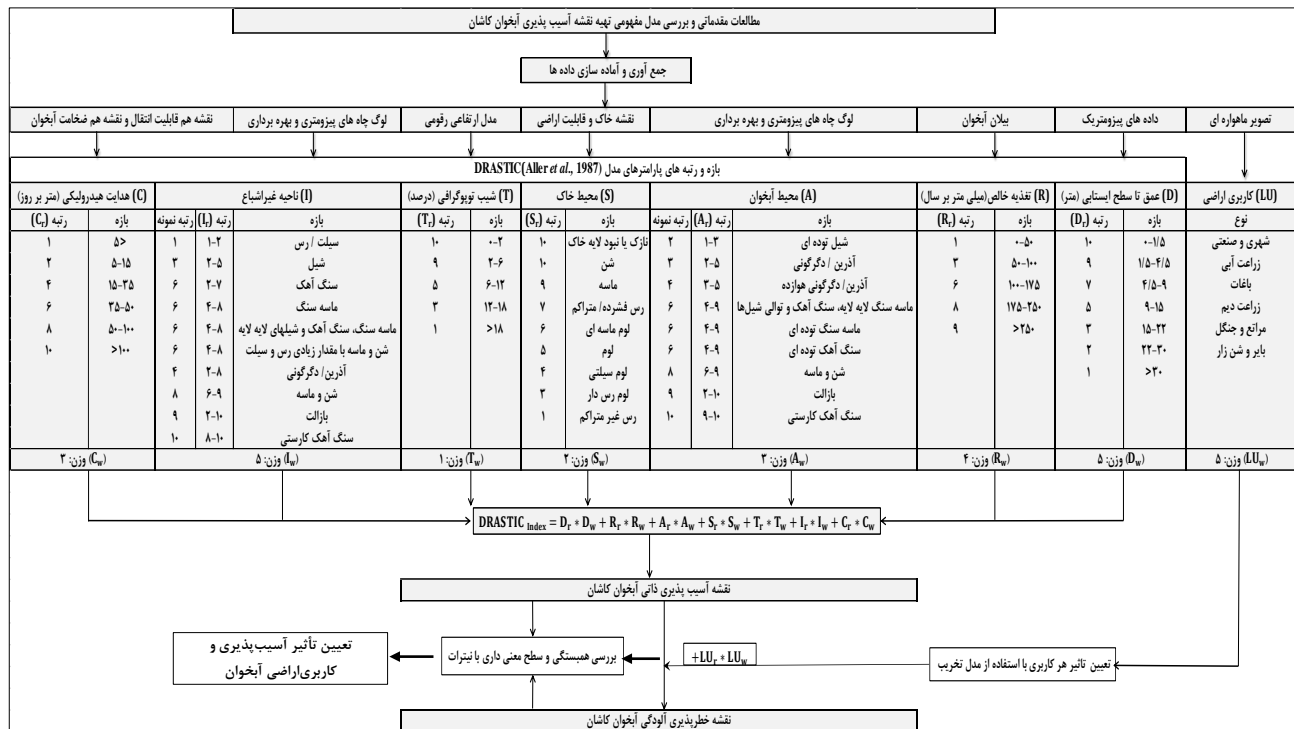 مطالعات مقدماتی و بررسی مدل مفهومی تهیه نقشه آسیب پذیری آبخوان کاشان
جمع آوری و آماده سازی داده ها
تصویر ماهواره ای
داده های پیزومتریک
بیلان آبخوان
لوگ چاه های پیزومتری و بهره برداری
نقشه خاک و قابلیت اراضی
مدل ارتفاعی رقومی
لوگ چاه های پیزومتری و بهره برداری
نقشه هم قابلیت انتقال و نقشه هم ضخامت آبخوان
بازه و رتبه های پارامترهای مدل DRASTIC(Aller et al., 1987)
(LU) کاربری اراضی
نوع
شهری و صنعتی
زراعت آبی
باغات
زراعت دیم
مراتع و جنگل
بایر و شن زار
(LUw) وزن: ۵
(D) عمق تا سطح ایستابی (متر)
بازه رتبه (Dr)
۰-۱/۵ ۱۰
۱/۵-۴/۵ ۹
۴/۵-۹ ۷
۹-۱۵ ۵
۱۵-۲۲ ۳
۲۲-۳۰ ۲
>۳۰ ۱
(Dw) وزن: ۵
(R) تغذیه خالص(میلی متر بر سال)
بازه رتبه (Rr)
۰-۵۰ ۱
۵۰-۱۰۰ ۳
۱۰۰-۱۷۵ ۶
۱۷۵-۲۵۰ ۸
>۲۵۰ ۹
(Rw) وزن: ۴
(A) محیط آبخوان
بازه رتبه (Ar) رتبه نمونه
شیل توده ای ۱-۳ ۲
آذرین / دگرگونی ۲-۵ ۳
آذرین/ دگرگونی هوازده ۳-۵ ۴
ماسه سنگ لایه لایه، سنگ آهک و توالی شیل‌ها ۴-۹ ۶
ماسه سنگ توده ای ۴-۹ ۶
سنگ آهک توده ای ۴-۹ ۶
شن و ماسه ۶-۹ ۸
بازالت ۲-۱۰ ۹
سنگ آهک کارستی ۹-۱۰ ۱۰
(Aw) وزن: ۳
(S) محیط خاک
بازه رتبه (Sr)
نازک یا نبود لایه خاک ۱۰
شن ۱۰
ماسه ۹
رس فشرده/ متراکم ۷
لوم ماسه ای ۶
لوم ۵
لوم سیلتی ۴
لوم رس دار ۳
رس غیر متراکم ۱
(Sw) وزن: ۲
(T) شیب توپوگرافی (درصد)
بازه رتبه (Tr)
۰-۲ ۱۰
۲-۶ ۹
۶-۱۲ ۵
۱۲-۱۸ ۳
>۱۸ ۱
(Tw) وزن: ۱
(I) ناحیه غیراشباع
بازه رتبه (Ir) رتبه نمونه
سیلت / رس ۱-۲ ۱
شیل ۲-۵ ۳
سنگ آهک ۲-۷ ۶
ماسه سنگ ۴-۸ ۶
ماسه سنگ، سنگ آهک و شیلهای لایه لایه ۴-۸ ۶
شن و ماسه با مقدار زیادی رس و سیلت ۴-۸ ۶
آذرین/ دگرگونی ۲-۸ ۴
شن و ماسه ۶-۹ ۸
بازالت ۲-۱۰ ۹
سنگ آهک کارستی ۸-۱۰ ۱۰
(Iw) وزن: ۵
(C) هدایت هیدرولیکی (متر بر روز)
بازه رتبه (Cr)
۵> ۱
۵-۱۵ ۲
۱۵-۳۵ ۴
۳۵-۵۰ ۶
۵۰-۱۰۰ ۸
>۱۰۰ ۱۰
(Cw) وزن: ۳
DRASTIC Index = Dr * Dw + Rr * Rw + Ar * Aw + Sr * Sw + Tr * Tw + Ir * Iw + Cr * Cw
نقشه آسیب پذیری ذاتی آبخوان کاشان
تعیین تاثیر هر کاربری با استفاده از مدل تخریب
+LUr * LUw
بررسی همبستگی و سطح معنی داری با نیترات
تعیین تأثیر آسیب‌پذیری و
کاربری‌اراضی آبخوان
نقشه خطرپذیری آلودگی آبخوان کاشان